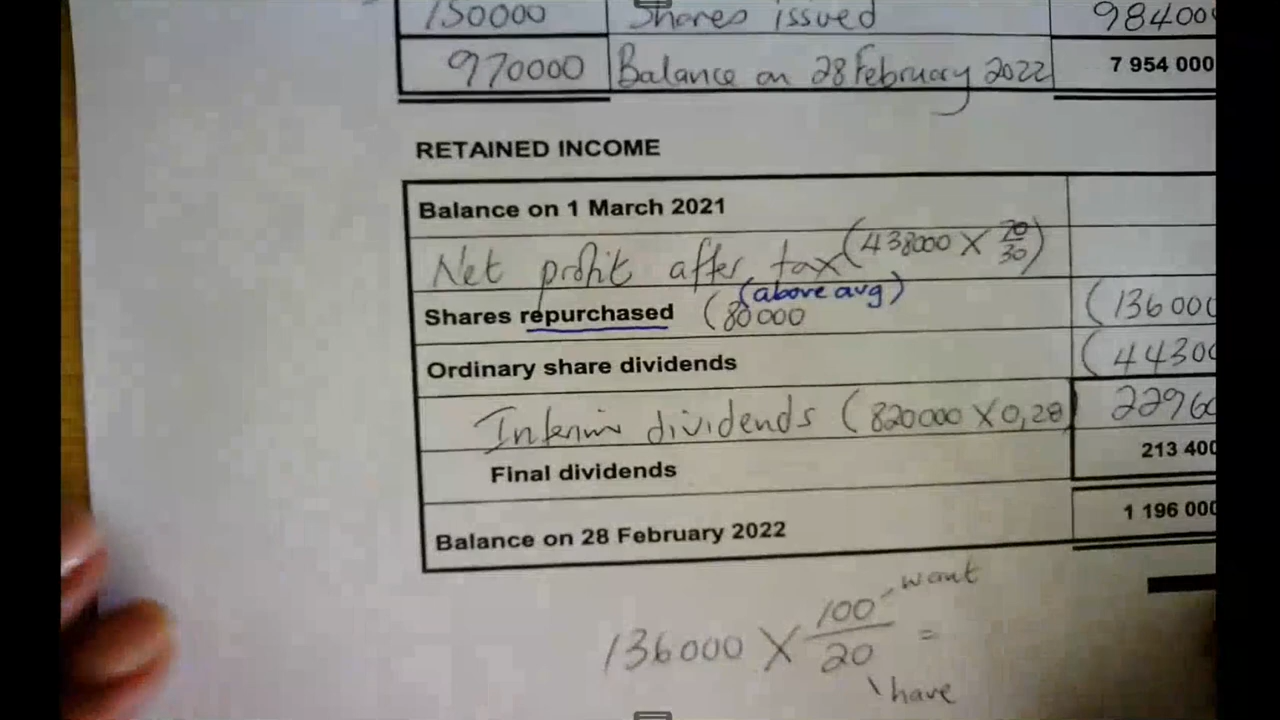 150000 Shares issued 98400
970000 Balance on 28 February 2022 7 954 000
RETAINED INCOME
Balance on 1 March 2021
Net profit after tax (438000 X 70/30)
(above avg)
Shares repurchased (80000 (136000
Ordinary share dividends (44300
Interim dividends (820000 X 0,28 22960
Final dividends 213 400
Balance on 28 February 2022 1 196 000
136000 X 100/20 =
want
have